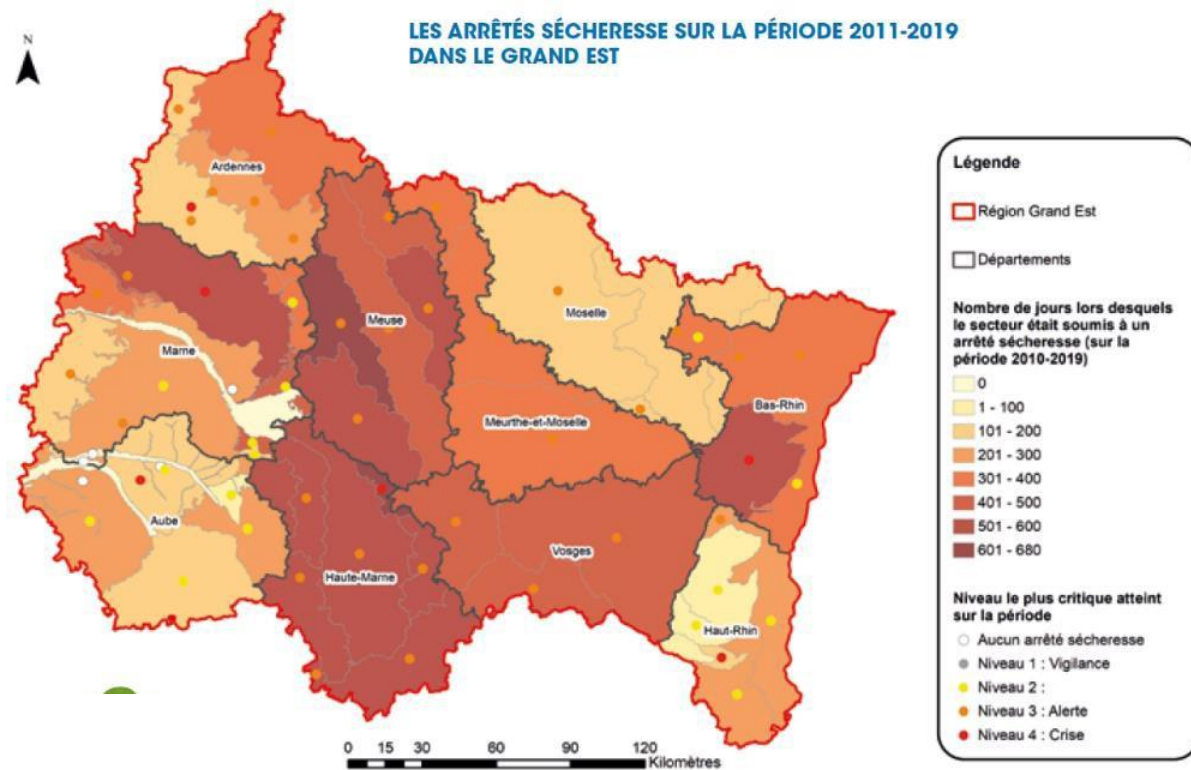 LES ARRÊTÉS SÉCHERESSE SUR LA PÉRIODE 2011-2019
DANS LE GRAND EST
N
Ardennes
Meuse
Moselle
Marne
Bas-Rhin
Meurthe-et-Moselle
Aube
Vosges
Haute-Marne
Haut-Rhin
0 15 30 60 90 120
Kilomètres
Légende
Région Grand Est
Départements
Nombre de jours lors desquels
le secteur était soumis à un
arrêté sécheresse (sur la
période 2010-2019)
0
1 - 100
101 - 200
201 - 300
301 - 400
401 - 500
501 - 600
601 - 680
Niveau le plus critique atteint
sur la période
Aucun arrêté sécheresse
Niveau 1 : Vigilance
Niveau 2 :
Niveau 3 : Alerte
Niveau 4 : Crise